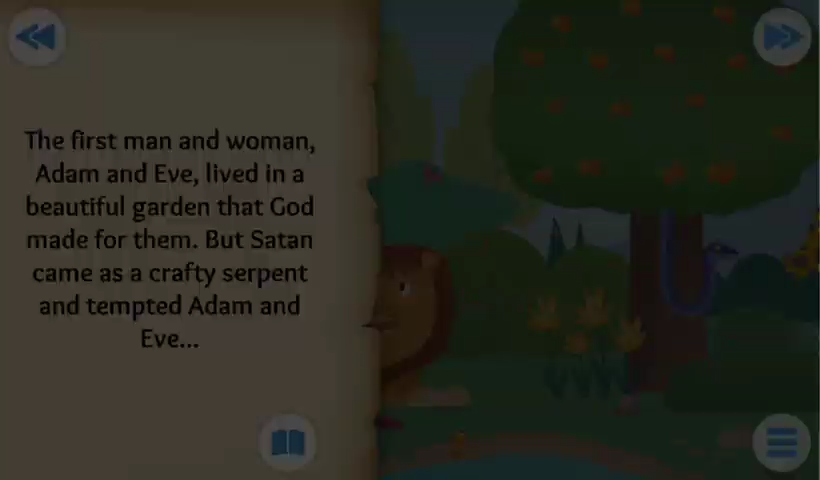 The first man and woman,
Adam and Eve, lived in a
beautiful garden that God
made for them. But Satan
came as a crafty serpent
and tempted Adam and
Eve...